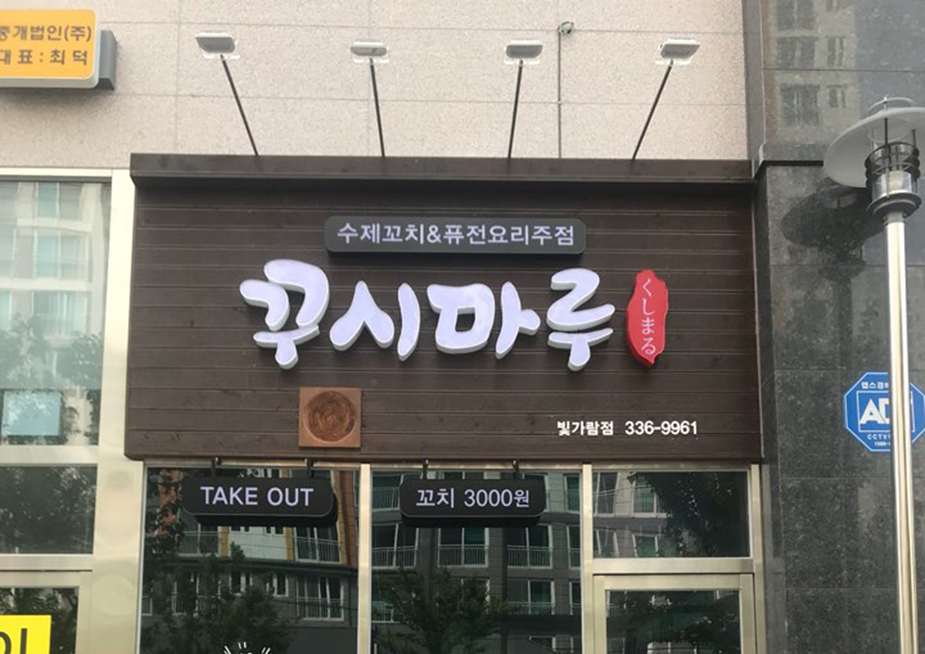 중개법인(주)
대표 : 최 덕
수제꼬치&퓨전요리주점
꾸시마루
くしまる
빛가람점 336-9961
TAKE OUT
꼬치 3000원
CCTV